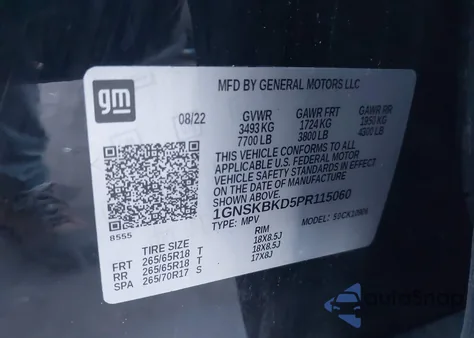 gm
MFD BY GENERAL MOTORS LLC
08/22 GVWR GAWR FRT GAWR RR
3493 KG 1724 KG 1950 KG
7700 LB 3800 LB 4300 LB
THIS VEHICLE CONFORMS TO ALL
APPLICABLE U.S. FEDERAL MOTOR
VEHICLE SAFETY STANDARDS IN EFFECT
ON THE DATE OF MANUFACTURE SHOWN
ABOVE.
1GNSKBKD5PR115060
TYPE: MPV MODEL:
8555
TIRE SIZE RIM
FRT 265/65R18 T 18X8.5J
RR 265/65R18 T 18X8.5J
SPA 265/70R17 S 17X8J
autoSnap